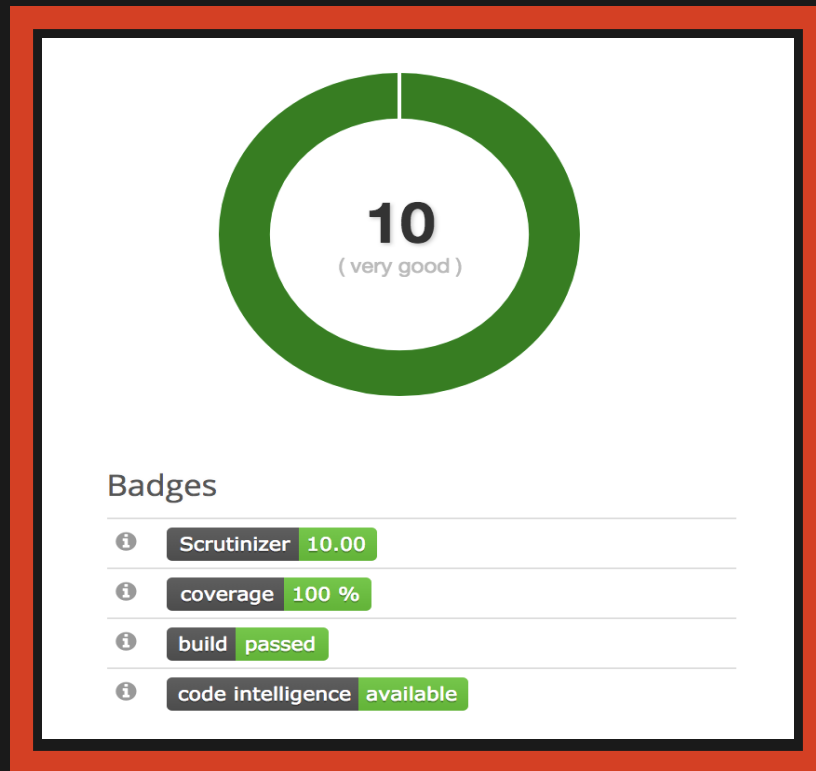 10
( very good )
Badges
Scrutinizer 10.00
coverage 100 %
build passed
code intelligence available